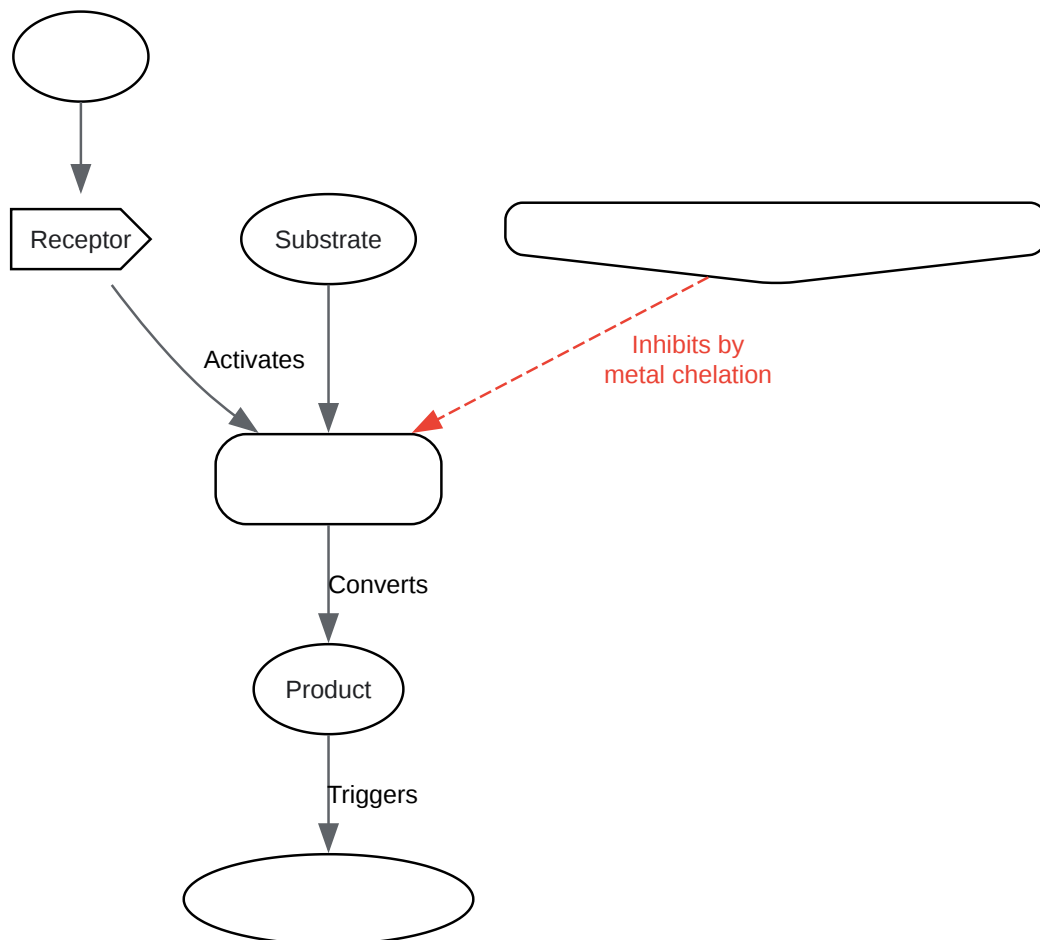 Receptor
Substrate
Activates
Inhibits by
metal chelation
Converts
Product
Triggers